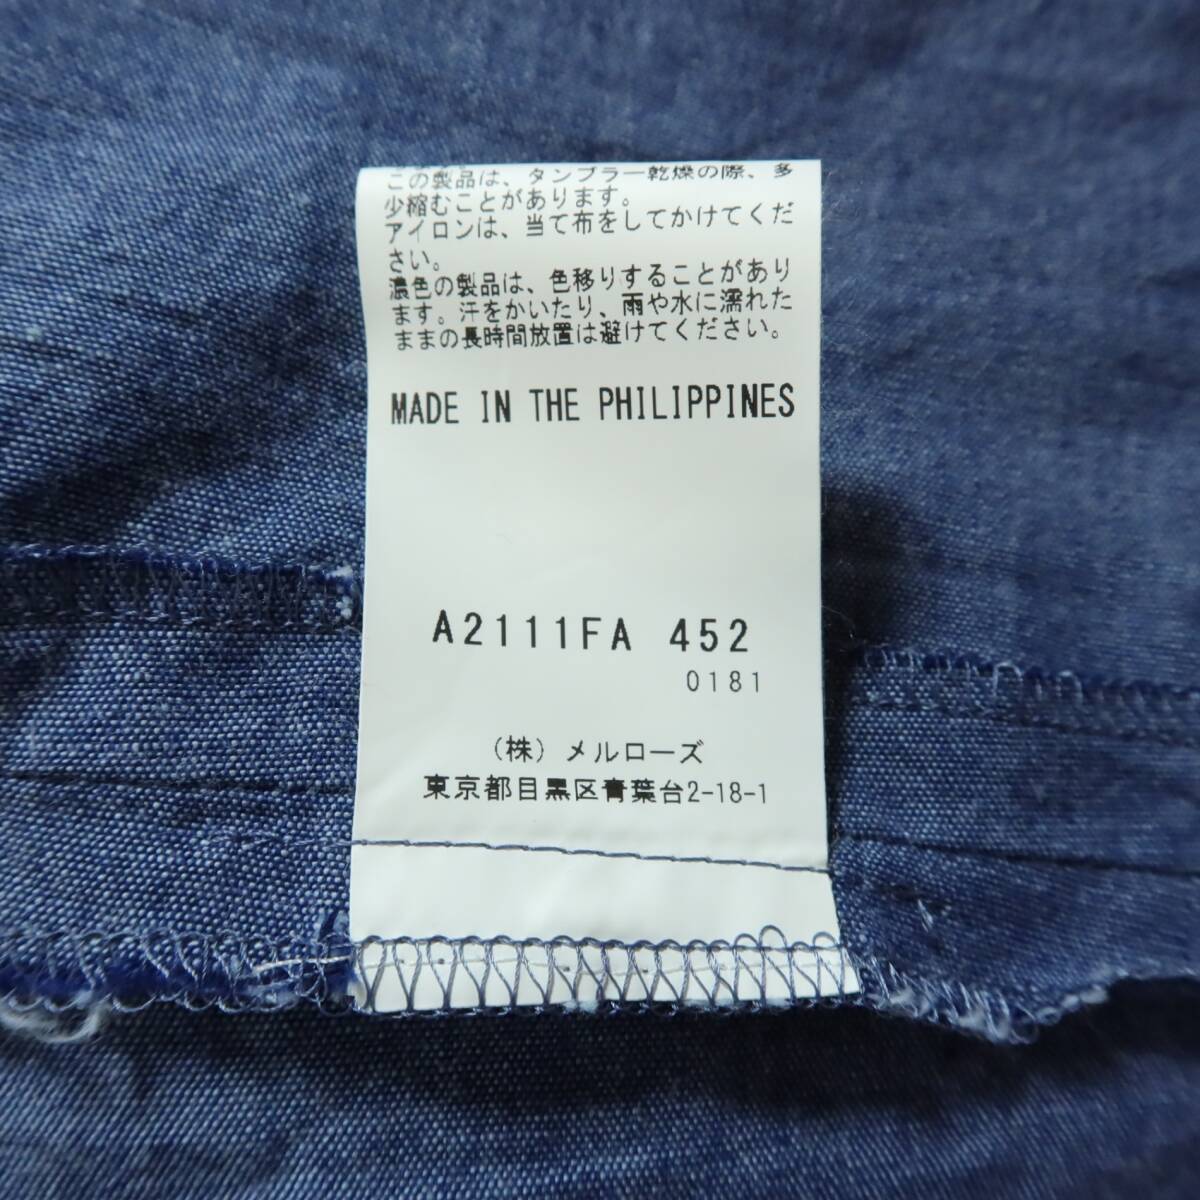 この製品は、タンブラー乾燥の際、多
少縮むことがあります。
アイロンは、当て布をしてかけてくだ
さい。
濃色の製品は、色移りすることがあり
ます。汗をかいたり、雨や水に濡れた
ままの長時間放置は避けてください。
MADE IN THE PHILIPPINES
A2111FA 452
0181
(株) メルローズ
東京都目黒区青葉台2-18-1